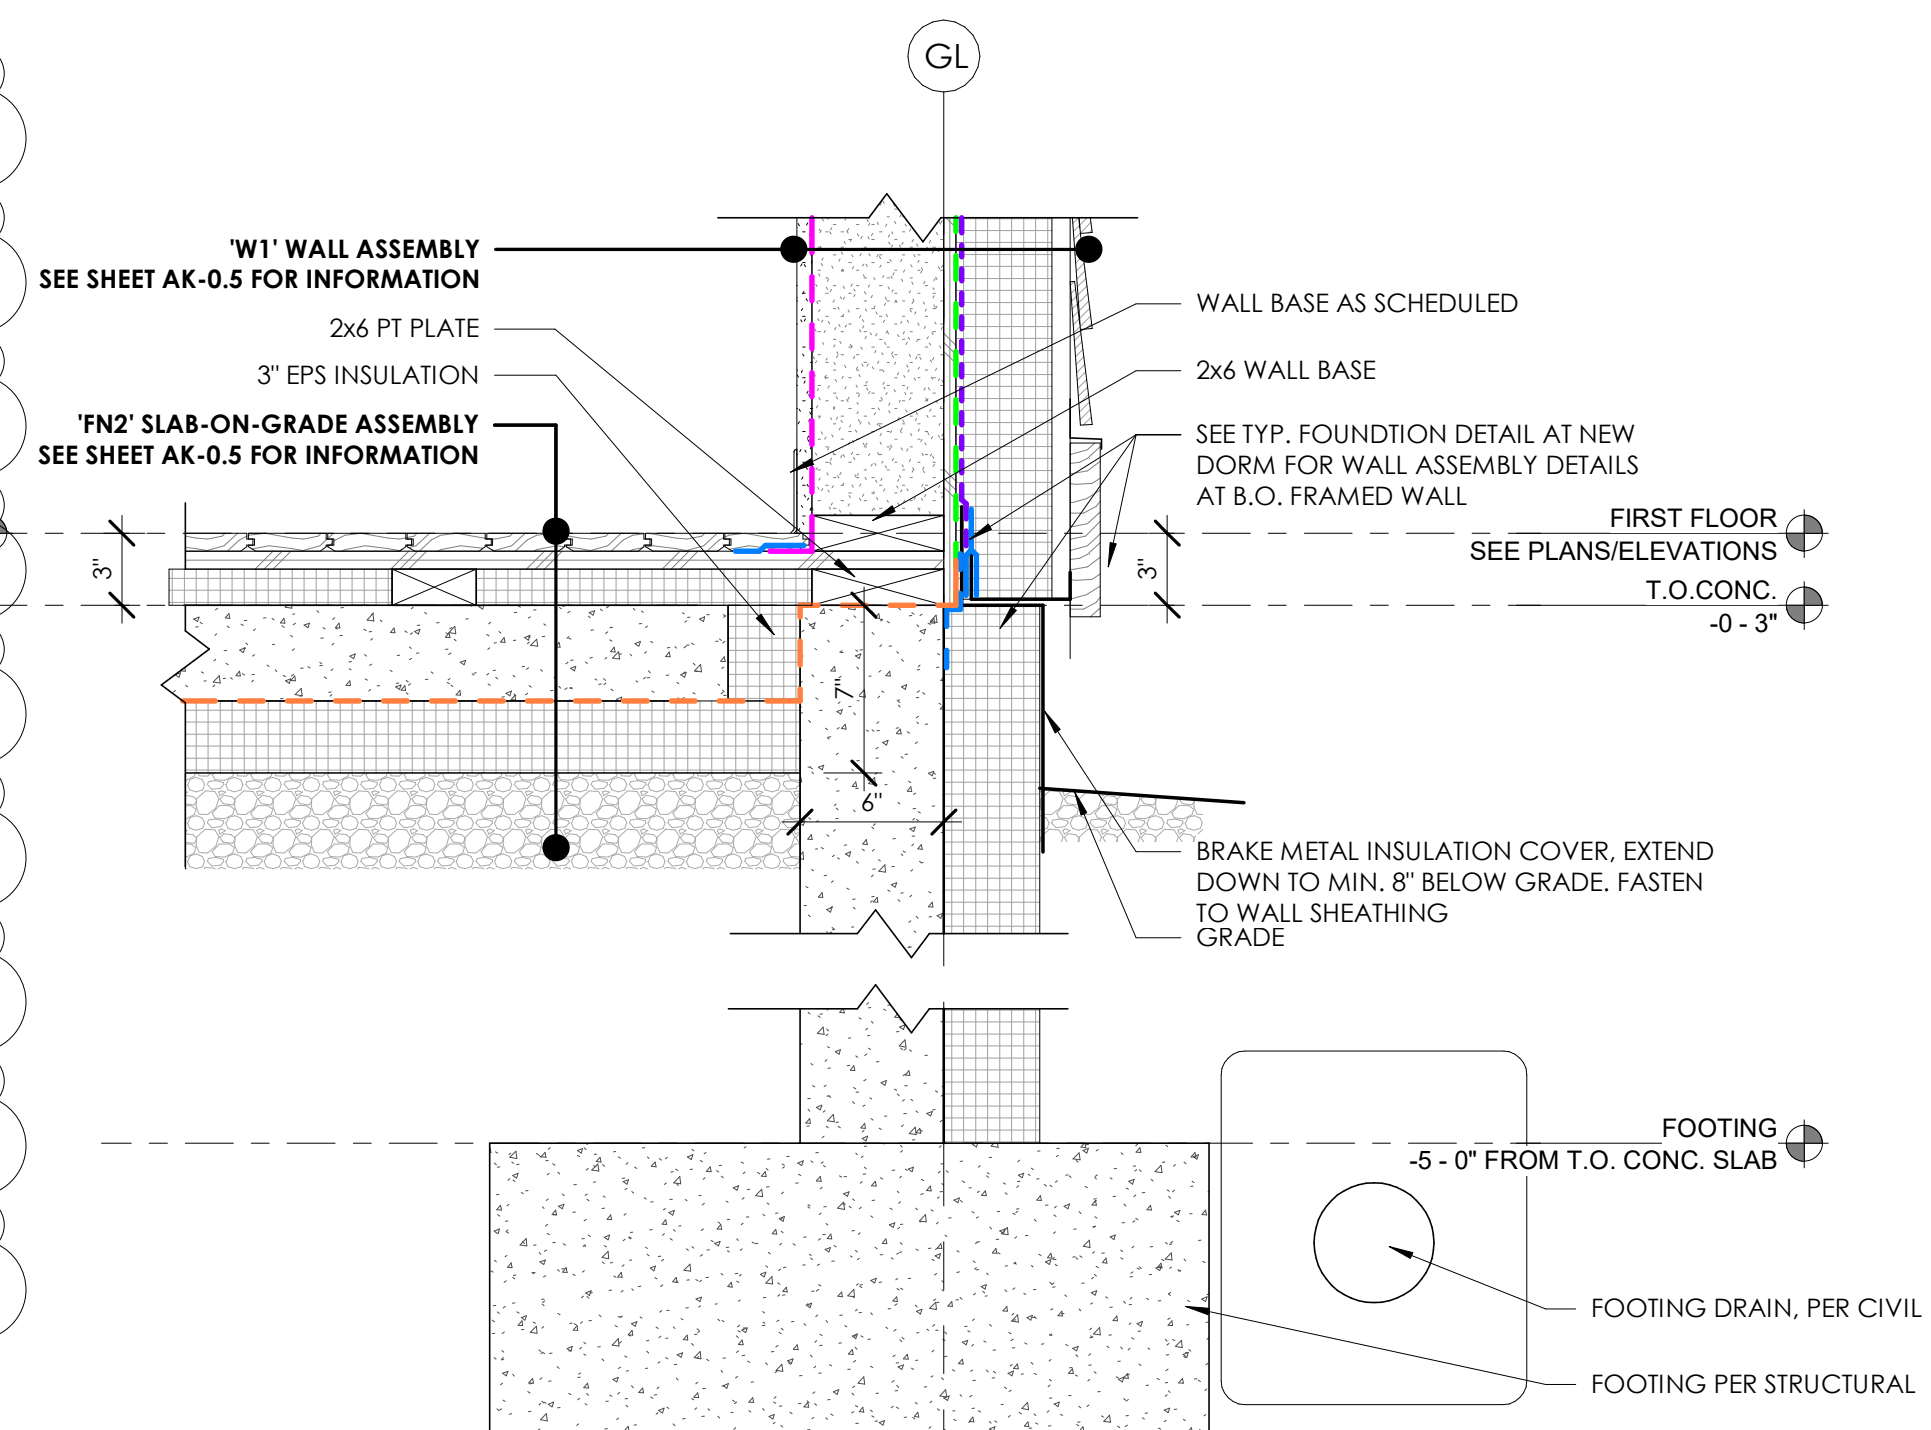 GL
'W1' WALL ASSEMBLY
SEE SHEET AK-0.5 FOR INFORMATION
2x6 PT PLATE
3" EPS INSULATION
'FN2' SLAB-ON-GRADE ASSEMBLY
SEE SHEET AK-0.5 FOR INFORMATION
WALL BASE AS SCHEDULED
2x6 WALL BASE
SEE TYP. FOUNDTION DETAIL AT NEW
DORM FOR WALL ASSEMBLY DETAILS
AT B.O. FRAMED WALL
FIRST FLOOR
SEE PLANS/ELEVATIONS
T.O.CONC.
-0 - 3"
3"
3"
7"
6"
BRAKE METAL INSULATION COVER, EXTEND
DOWN TO MIN. 8" BELOW GRADE. FASTEN
TO WALL SHEATHING
GRADE
FOOTING
-5 - 0" FROM T.O. CONC. SLAB
FOOTING DRAIN, PER CIVIL
FOOTING PER STRUCTURAL